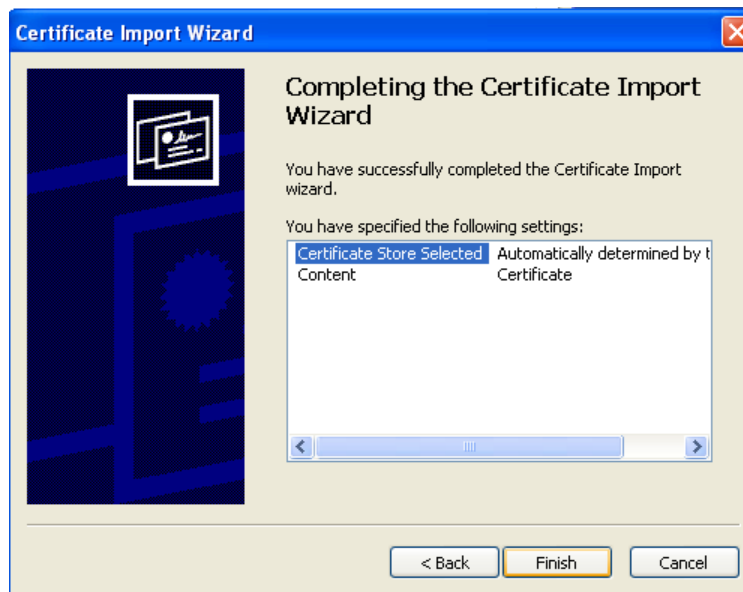 Certificate Import Wizard
Completing the Certificate Import
Wizard
You have successfully completed the Certificate Import
wizard.
You have specified the following settings:
Certificate Store Selected Automatically determined by t
Content Certificate
< Back Finish Cancel